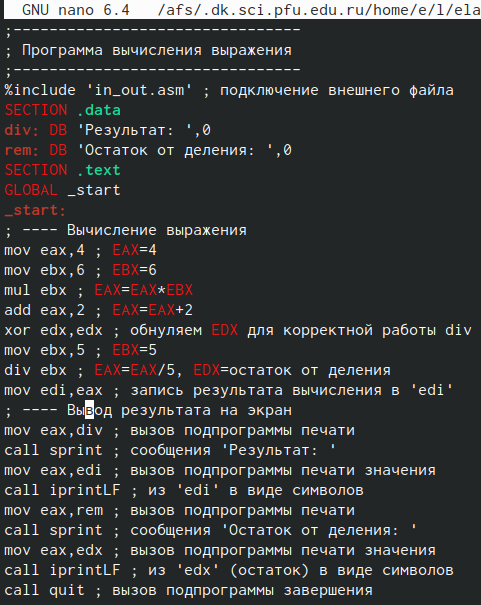 GNU nano 6.4   /afs/.dk.sci.pfu.edu.ru/home/e/l/ela
;--------------------------------
; Программа вычисления выражения
;--------------------------------
%include 'in_out.asm' ; подключение внешнего файла
SECTION .data
div: DB 'Результат: ',0
rem: DB 'Остаток от деления: ',0
SECTION .text
GLOBAL _start
_start:
; ---- Вычисление выражения
mov eax,4 ; EAX=4
mov ebx,6 ; EBX=6
mul ebx ; EAX=EAX*EBX
add eax,2 ; EAX=EAX+2
xor edx,edx ; обнуляем EDX для корректной работы div
mov ebx,5 ; EBX=5
div ebx ; EAX=EAX/5, EDX=остаток от деления
mov edi,eax ; запись результата вычисления в 'edi'
; ---- Вывод результата на экран
mov eax,div ; вызов подпрограммы печати
call sprint ; сообщения 'Результат: '
mov eax,edi ; вызов подпрограммы печати значения
call iprintLF ; из 'edi' в виде символов
mov eax,rem ; вызов подпрограммы печати
call sprint ; сообщения 'Остаток от деления: '
mov eax,edx ; вызов подпрограммы печати значения
call iprintLF ; из 'edx' (остаток) в виде символов
call quit ; вызов подпрограммы завершения